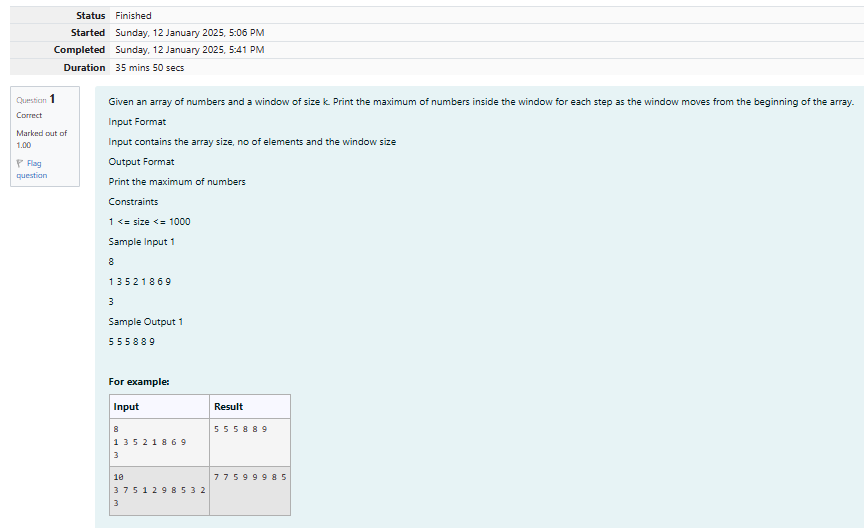 Status Finished
Started Sunday, 12 January 2025, 5:06 PM
Completed Sunday, 12 January 2025, 5:41 PM
Duration 35 mins 50 secs
Question 1
Correct
Marked out of
1.00
Flag
question
Given an array of numbers and a window of size k. Print the maximum of numbers inside the window for each step as the window moves from the beginning of the array.
Input Format
Input contains the array size, no of elements and the window size
Output Format
Print the maximum of numbers
Constraints
1 <= size <= 1000
Sample Input 1
8
1 3 5 2 1 8 6 9
3
Sample Output 1
5 5 5 8 8 9
For example:
Input Result
8 5 5 5 8 8 9
1 3 5 2 1 8 6 9
3
10 7 7 5 9 9 9 8 5
3 7 5 1 2 9 8 5 3 2
3